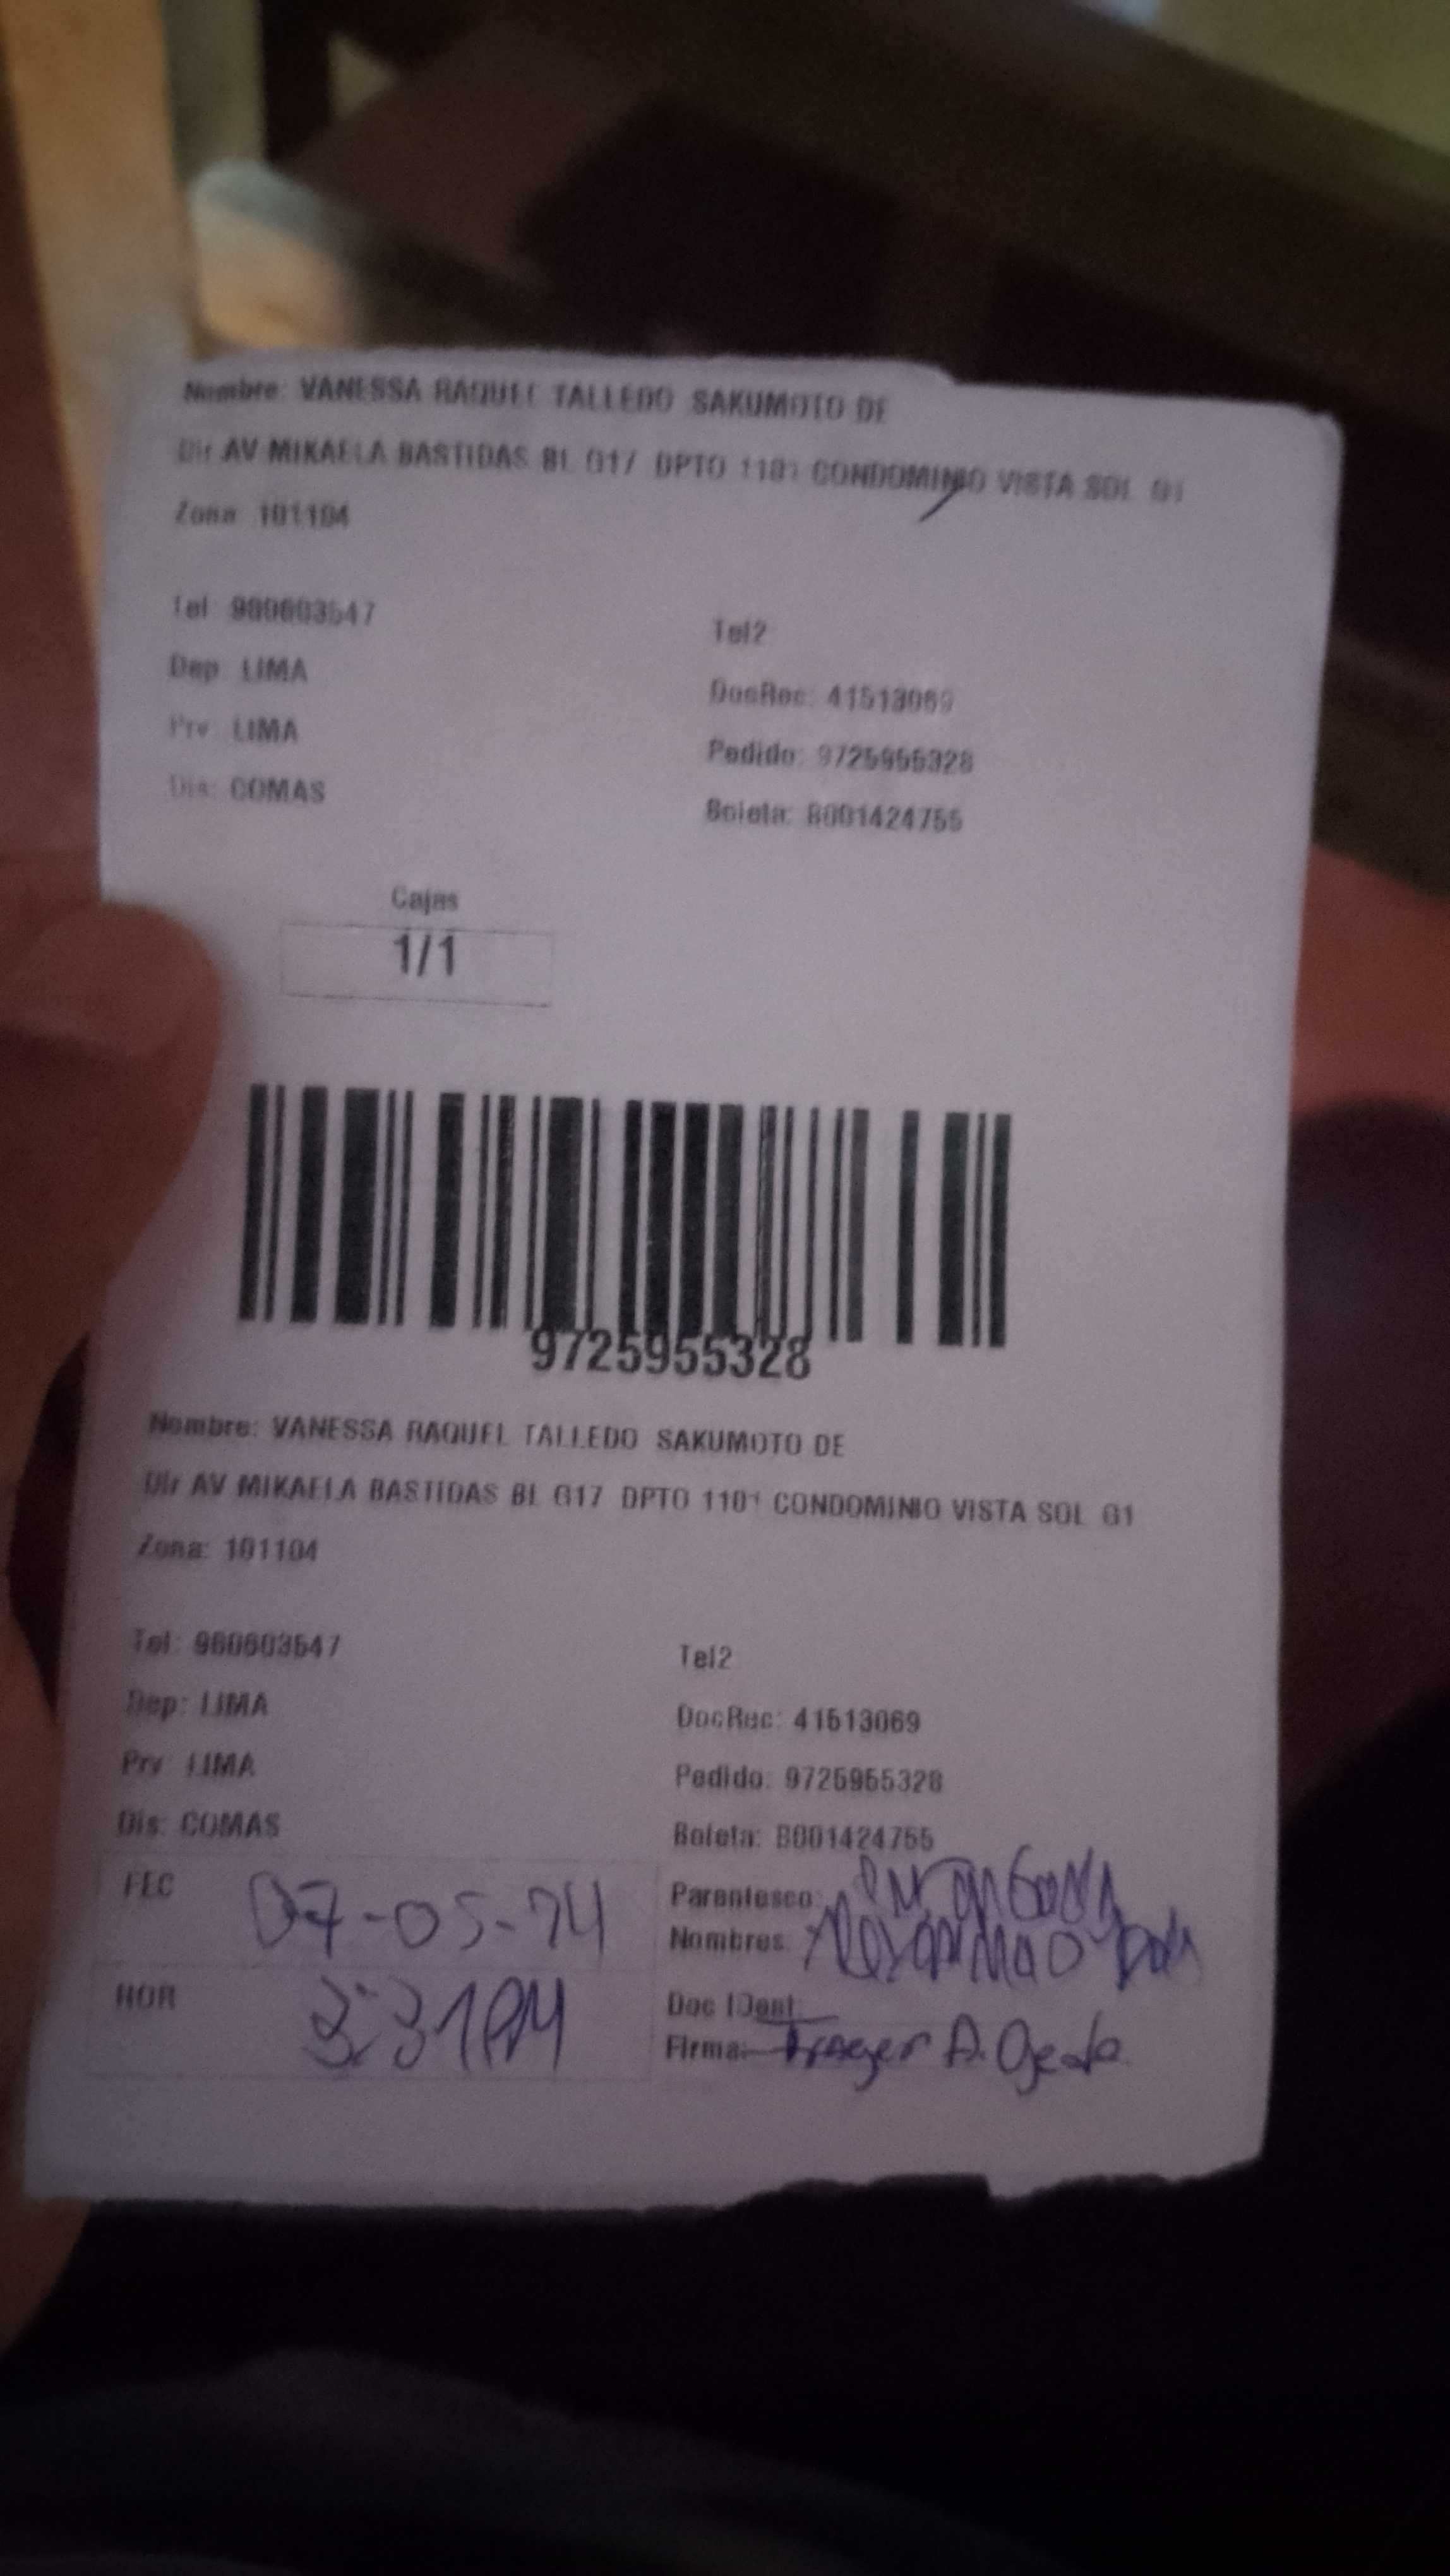 Nombre: VANESSA RAQUEL TALLEDO SAKUMOTO DE
Dir AV MIKAELA BASTIDAS BL G17 DPTO 1101 CONDOMINIO VISTA SOL G1
Zona: 101104
Tel: Tel2
Dep: LIMA DocRec: 41513069
Prv: LIMA Pedido: 9725955328
Dis: COMAS Boleta: B001424755
Cajas
1/1
9725955328
Nombre: VANESSA RAQUEL TALLEDO SAKUMOTO DE
Dir AV MIKAELA BASTIDAS BL G17 DPTO 1101 CONDOMINIO VISTA SOL G1
Zona: 101104
Tel: Tel2
Dep: LIMA DocRec: 41513069
Prv: LIMA Pedido: 9725955328
Dis: COMAS Boleta: B001424755
FEC Parentesco:
Nombres:
HOR 3:31PM Doc IDent:
Firma: A. Ojeda